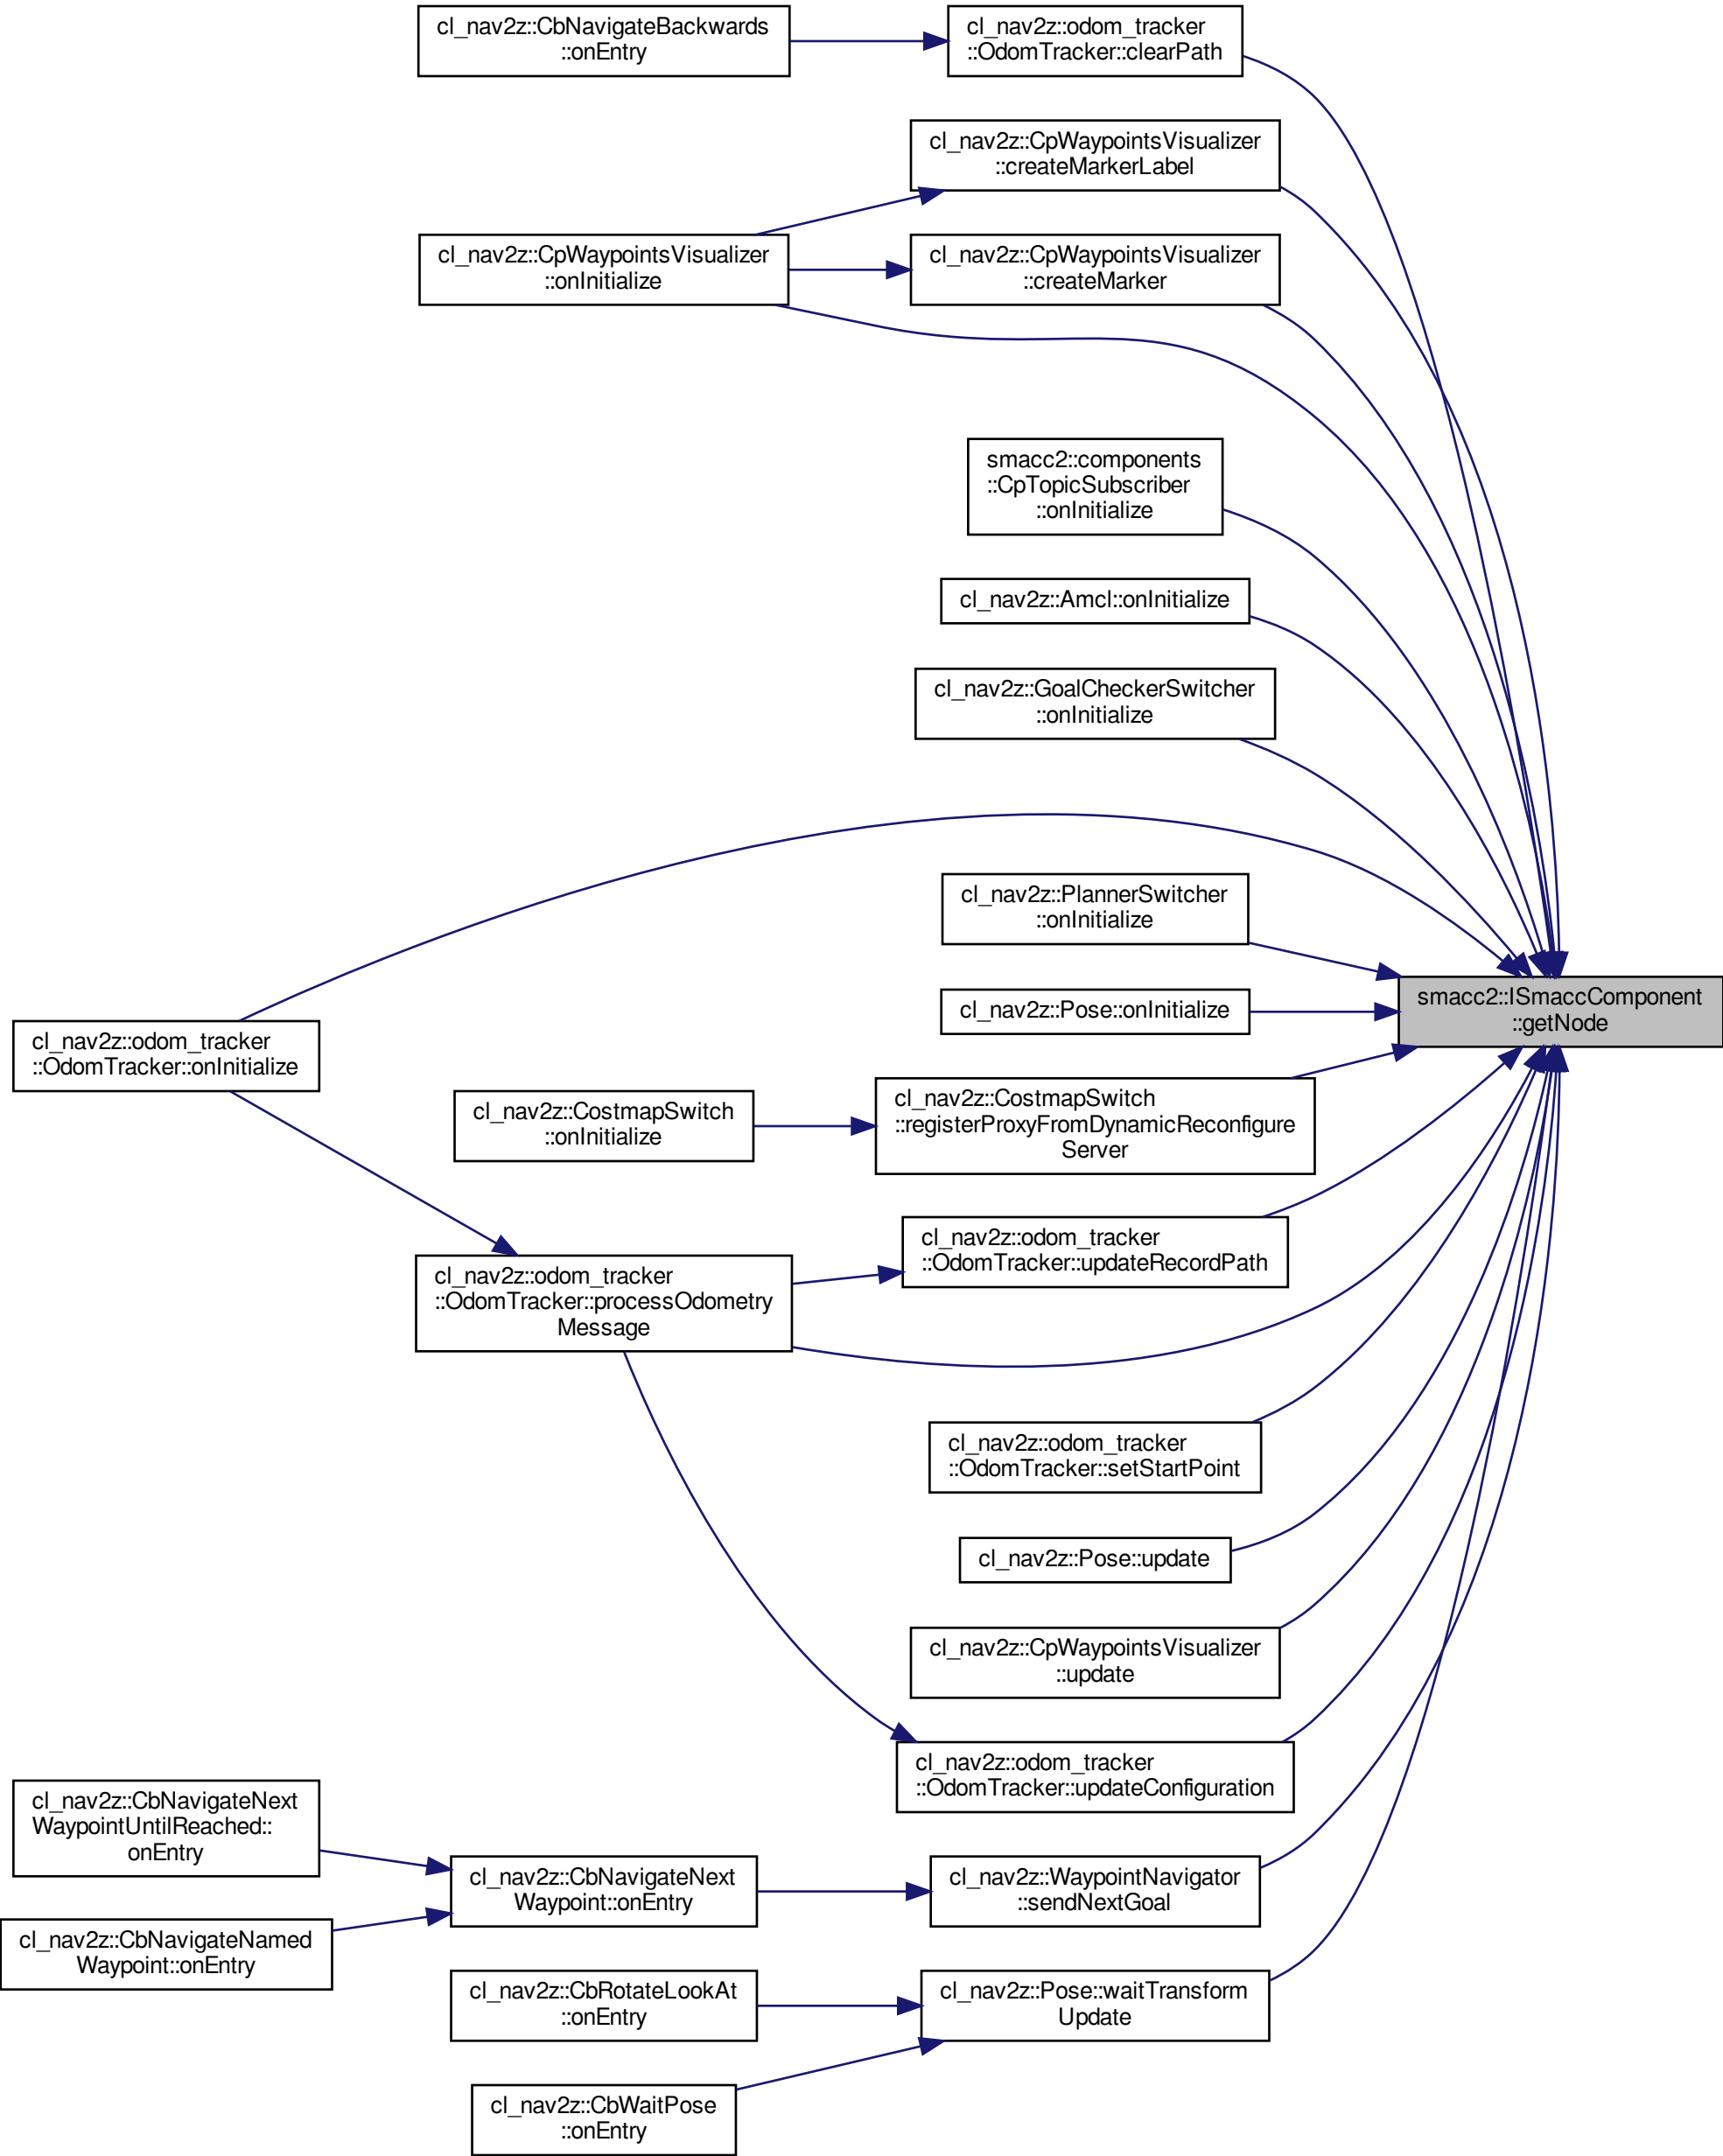 cl_nav2z::CbNavigateBackwards
::onEntry
cl_nav2z::odom_tracker
::OdomTracker::clearPath
cl_nav2z::CpWaypointsVisualizer
::createMarkerLabel
cl_nav2z::CpWaypointsVisualizer
::onInitialize
cl_nav2z::CpWaypointsVisualizer
::createMarker
smacc2::components
::CpTopicSubscriber
::onInitialize
cl_nav2z::Amcl::onInitialize
cl_nav2z::GoalCheckerSwitcher
::onInitialize
cl_nav2z::PlannerSwitcher
::onInitialize
cl_nav2z::Pose::onInitialize
smacc2::ISmaccComponent
::getNode
cl_nav2z::odom_tracker
::OdomTracker::onInitialize
cl_nav2z::CostmapSwitch
::onInitialize
cl_nav2z::CostmapSwitch
::registerProxyFromDynamicReconfigure
Server
cl_nav2z::odom_tracker
::OdomTracker::updateRecordPath
cl_nav2z::odom_tracker
::OdomTracker::processOdometry
Message
cl_nav2z::odom_tracker
::OdomTracker::setStartPoint
cl_nav2z::Pose::update
cl_nav2z::CpWaypointsVisualizer
::update
cl_nav2z::odom_tracker
::OdomTracker::updateConfiguration
cl_nav2z::CbNavigateNext
WaypointUntilReached::
onEntry
cl_nav2z::CbNavigateNext
Waypoint::onEntry
cl_nav2z::WaypointNavigator
::sendNextGoal
cl_nav2z::CbNavigateNamed
Waypoint::onEntry
cl_nav2z::CbRotateLookAt
::onEntry
cl_nav2z::Pose::waitTransform
Update
cl_nav2z::CbWaitPose
::onEntry